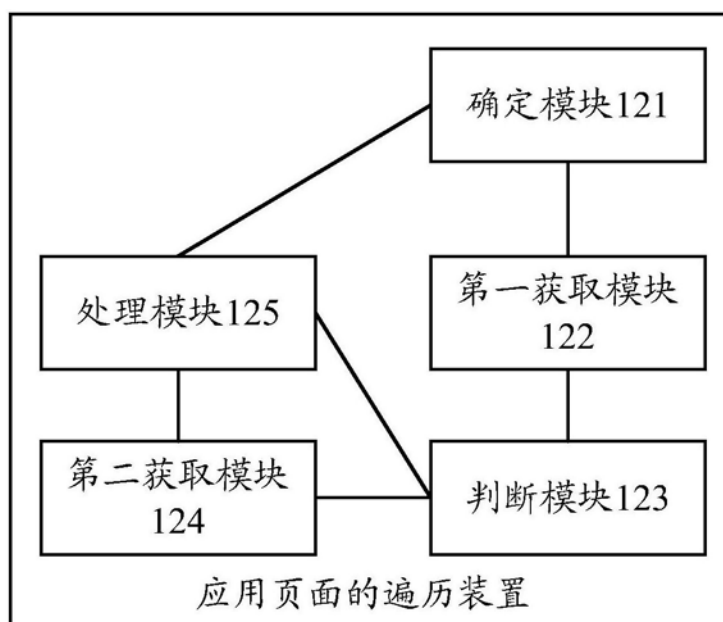 确定模块121
处理模块125
第一获取模块
122
第二获取模块
124
判断模块123
应用页面的遍历装置